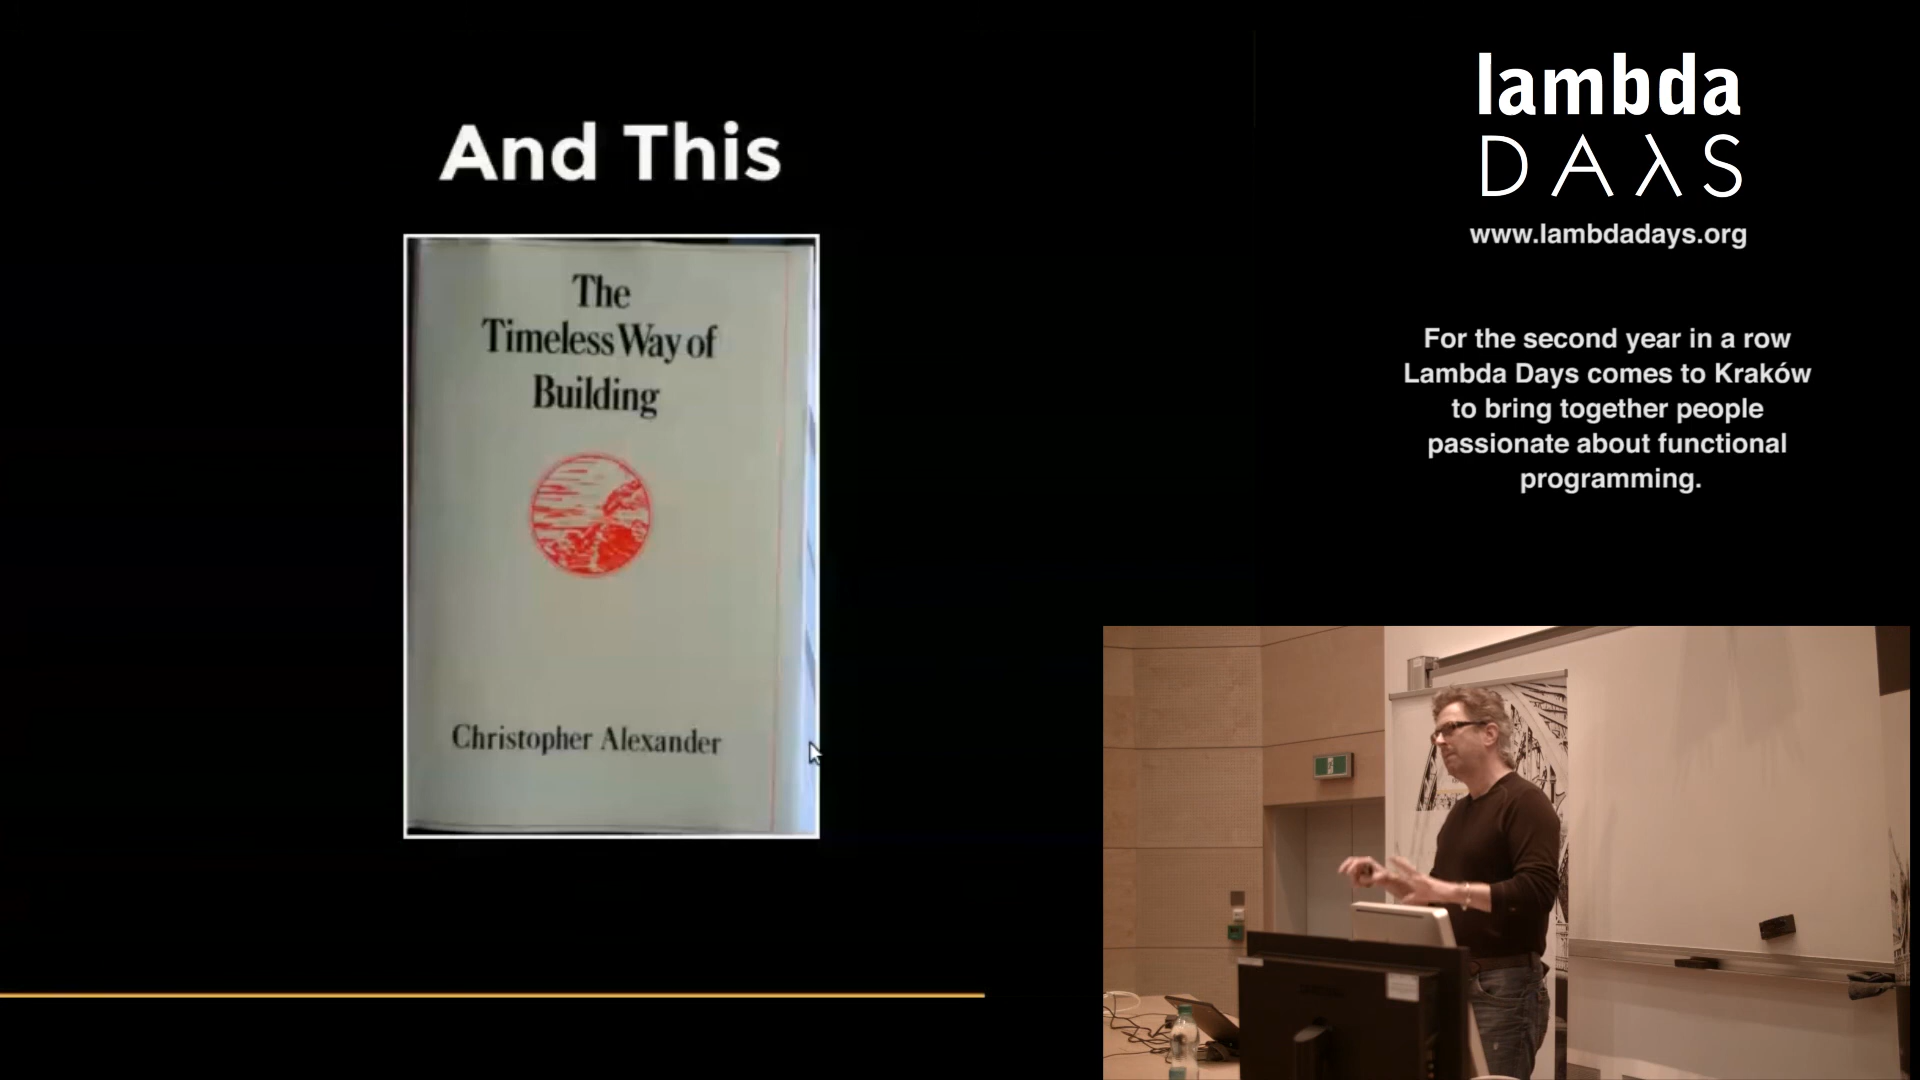 And This
The
Timeless Way of
Building
Christopher Alexander
lambda
DAλS
www.lambdadays.org
For the second year in a row
Lambda Days comes to Kraków
to bring together people
passionate about functional
programming.